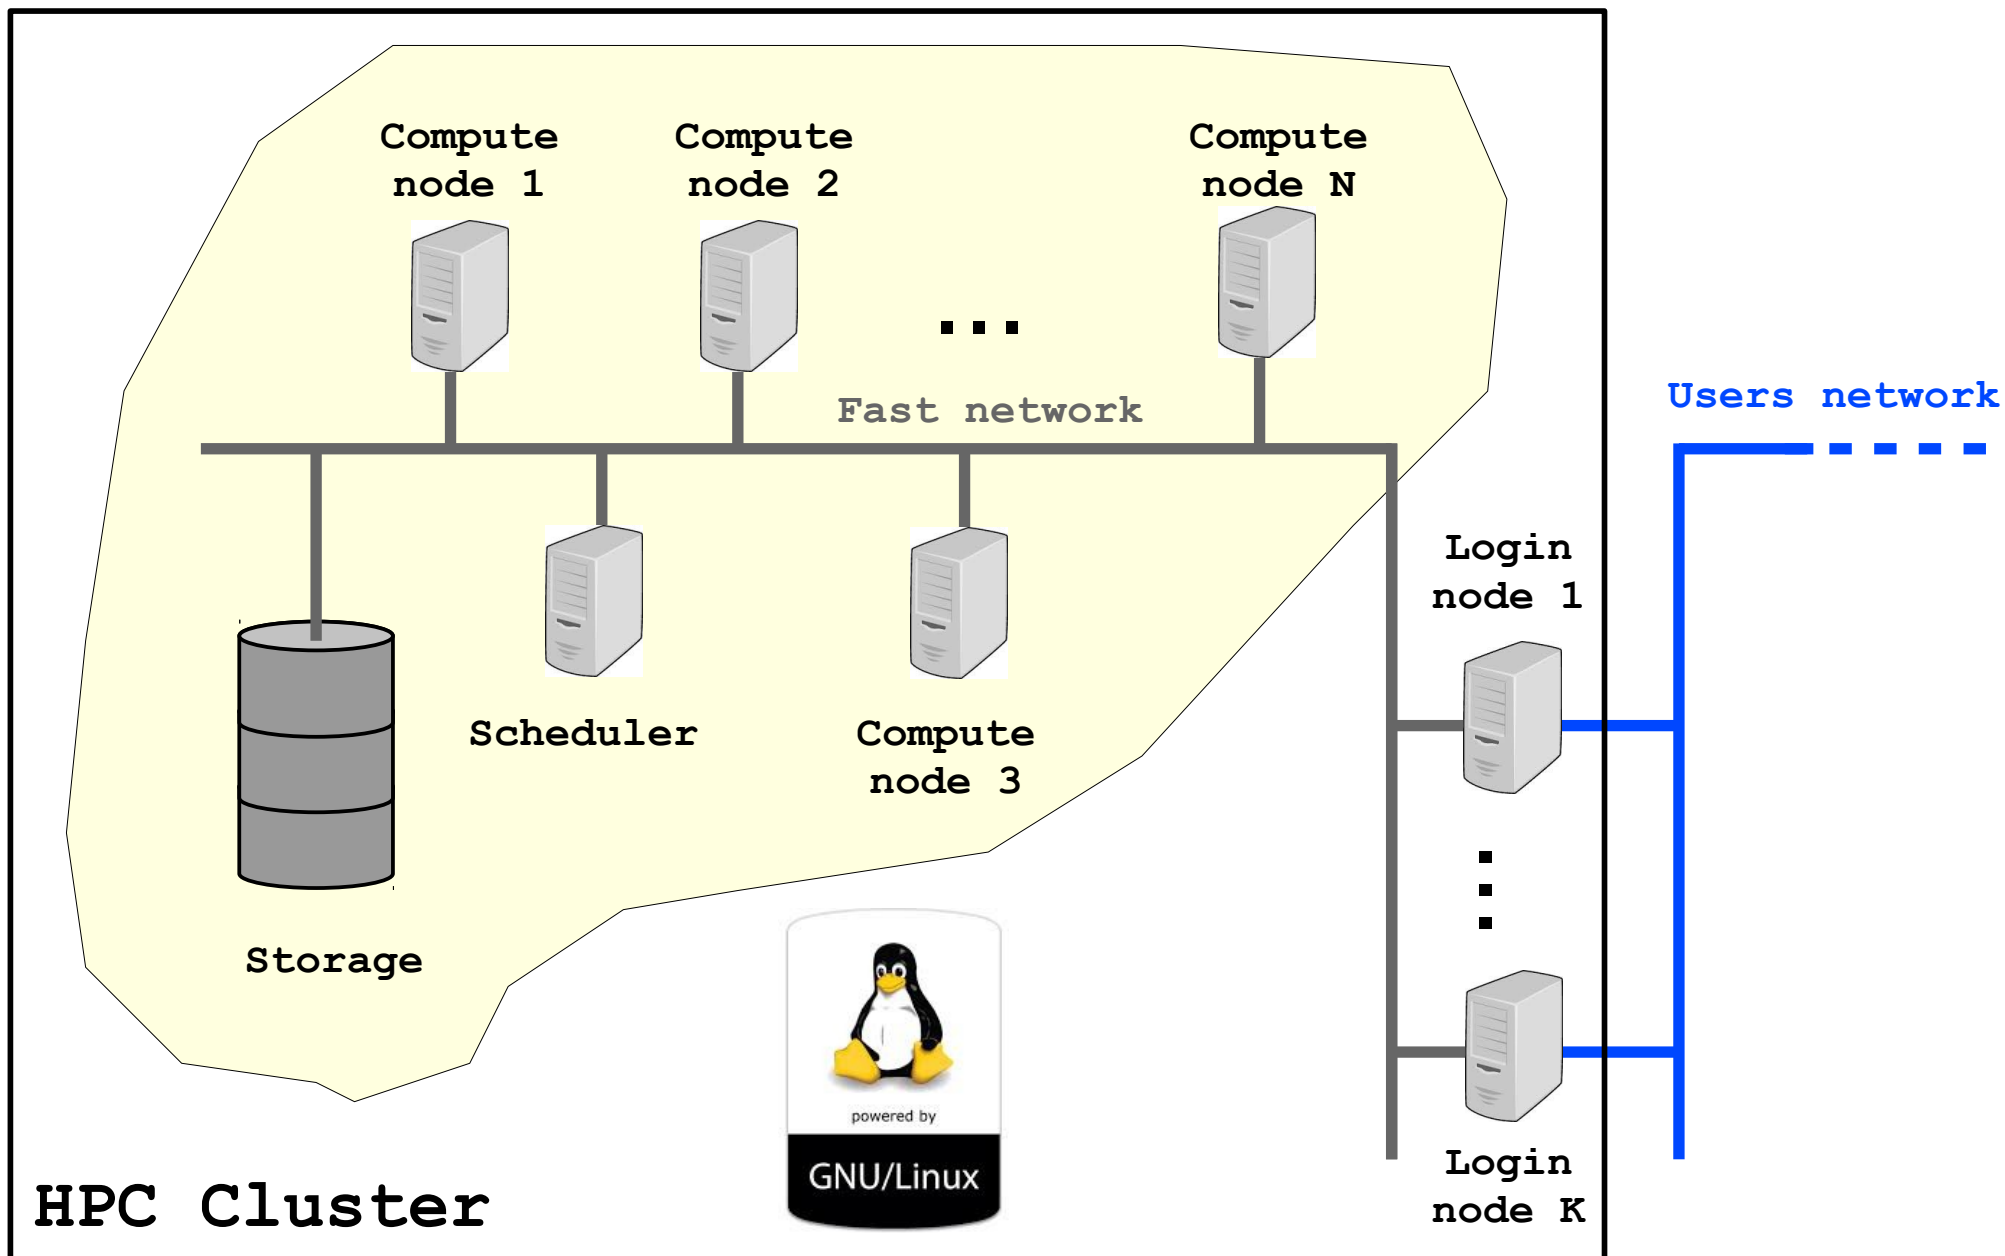 Compute
node 1
Compute
node 2
Compute
node N
...
Fast network
Users network
Scheduler
Compute
node 3
Login
node 1
...
Storage
powered by
GNU/Linux
Login
node K
HPC Cluster